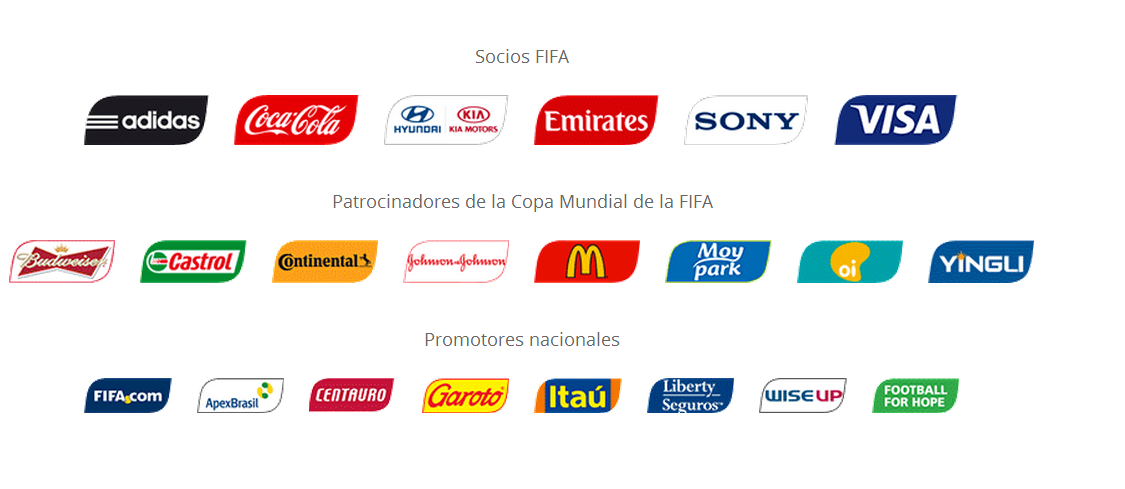 Socios FIFA
adidas
Coca-Cola
HYUNDAI
KIA
KIA MOTORS
Emirates
SONY
VISA
Patrocinadores de la Copa Mundial de la FIFA
Budweiser
Castrol
Continental
Johnson & Johnson
M
Moy
park
oi
YINGLI
Promotores nacionales
FIFA.com
ApexBrasil
CENTAURO
Garoto
Itaú
Liberty
Seguros™
WISE UP
FOOTBALL
FOR HOPE